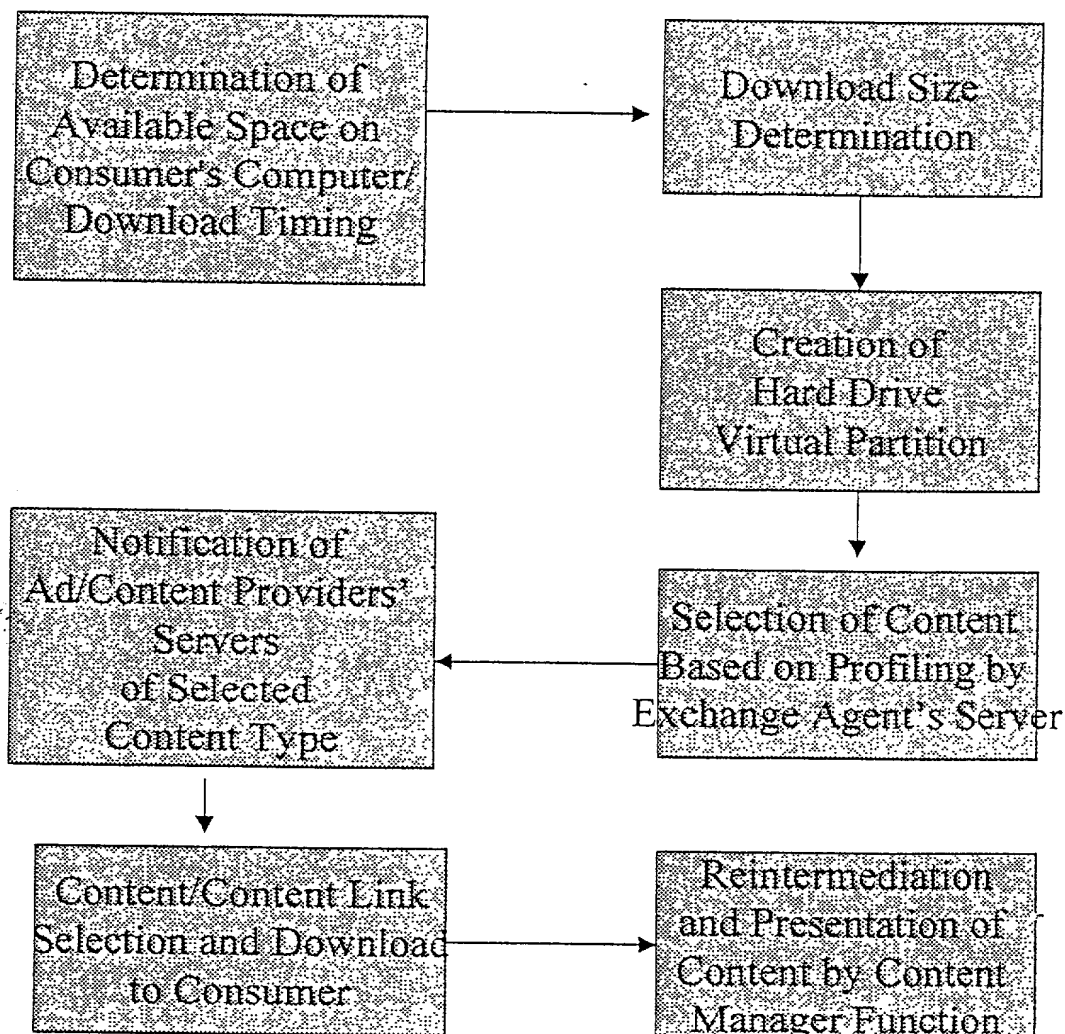 Determination of
Available Space on
Consumer's Computer/
Download Timing
Download Size
Determination
Creation of
Hard Drive
Virtual Partition
Selection of Content
Based on Profiling by
Exchange Agent's Server
Notification of
Ad/Content Providers'
Servers
of Selected
Content Type
Content/Content Link
Selection and Download
to Consumer
Reintermediation
and Presentation of
Content by Content
Manager Function